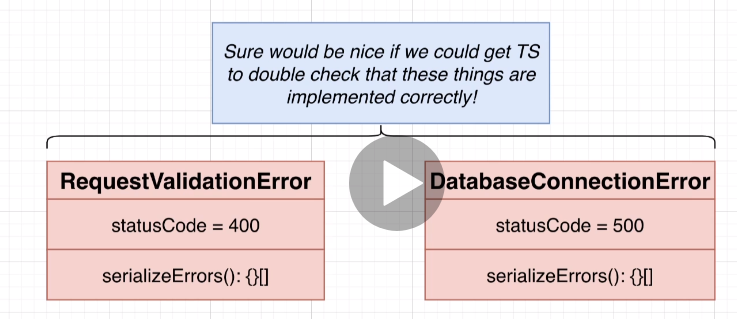 Sure would be nice if we could get TS
to double check that these things are
implemented correctly!
RequestValidationError
statusCode = 400
serializeErrors(): {}[]
DatabaseConnectionError
statusCode = 500
serializeErrors(): {}[]